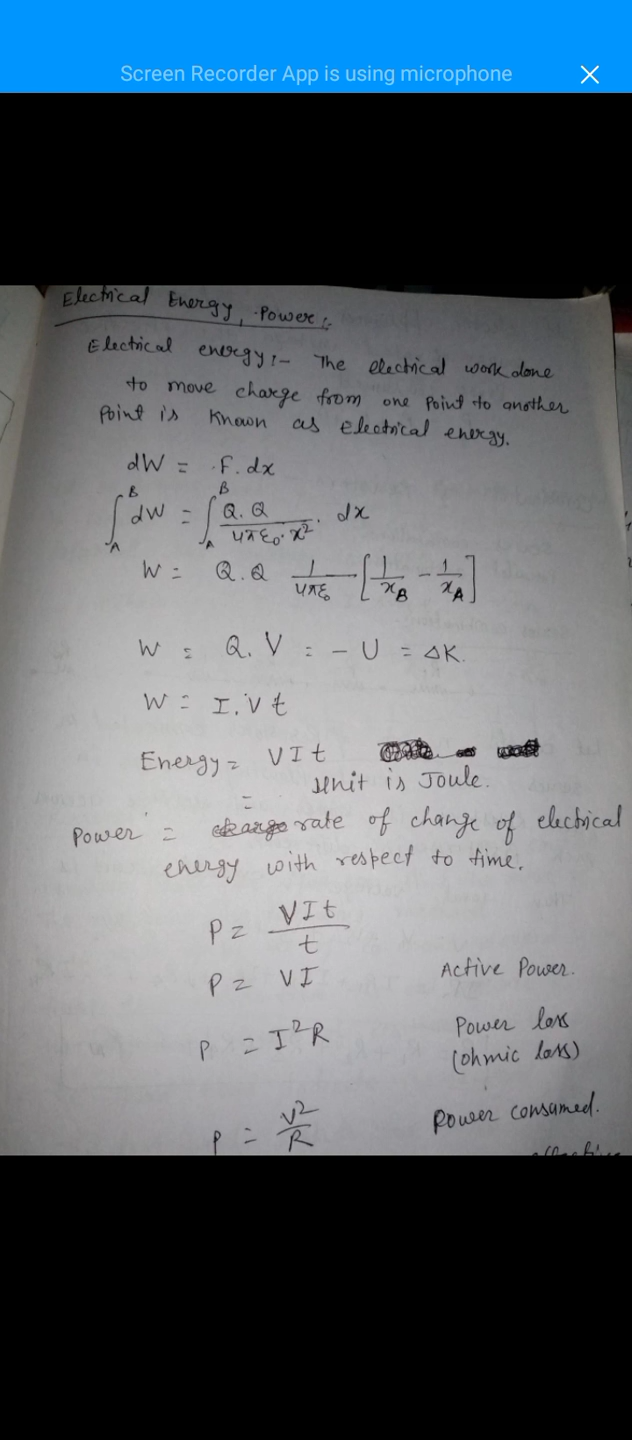 Screen Recorder App is using microphone
Electrical Energy, Power:-
Electrical energy:- The electrical work done
to move charge from one point to another
Point is known as Electrical energy.
dW = F. dx
∫_A^B dW = ∫_A^B Q.Q / 4πε₀.x² . dx
W = Q.Q 1/4πε₀ [1/x_B - 1/x_A]
W = Q.V = -U = ΔK.
W = I.Vt
Energy = VIt
Unit is Joule.
Power = rate of change of electrical
energy with respect to time.
P = VIt / t
P = VI Active Power.
P = I²R Power loss
(ohmic loss)
P = V²/R Power consumed.